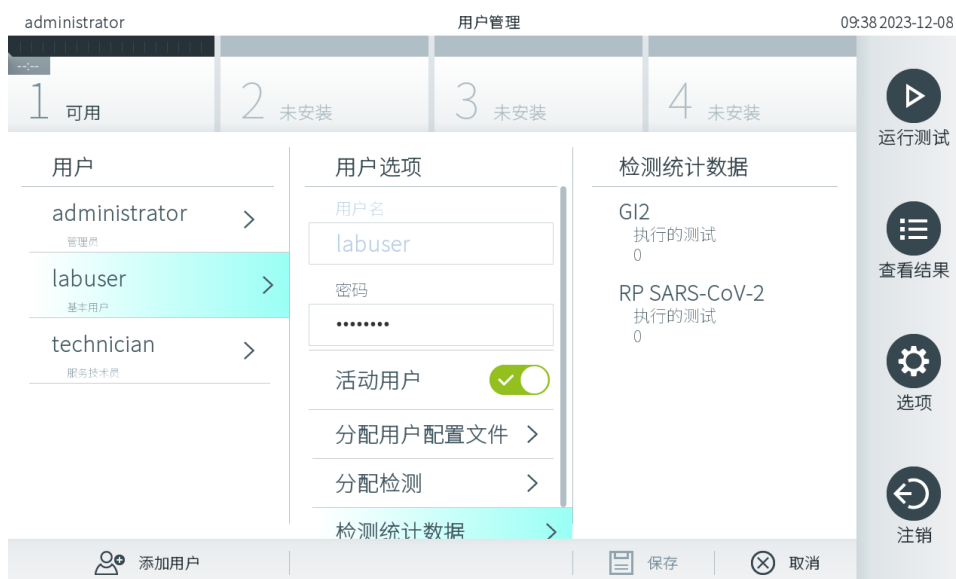 administrator
用户管理
09:38 2023-12-08
--:--
1 可用
2 未安装
3 未安装
4 未安装
用户
administrator
管理员
labuser
基本用户
technician
服务技术员
添加用户
用户选项
用户名
labuser
密码
••••••••
活动用户
分配用户配置文件
分配检测
检测统计数据
检测统计数据
GI2
执行的测试
0
RP SARS-CoV-2
执行的测试
0
保存
取消
运行测试
查看结果
选项
注销